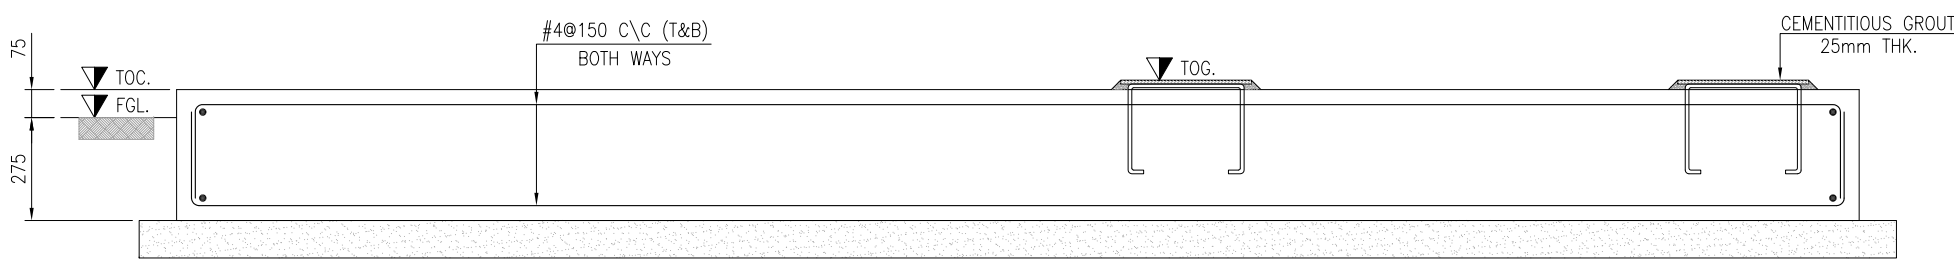 #4@150 C\C (T&B)
BOTH WAYS
CEMENTITIOUS GROUT
25mm THK.
75
TOC.
TOG.
FGL.
275